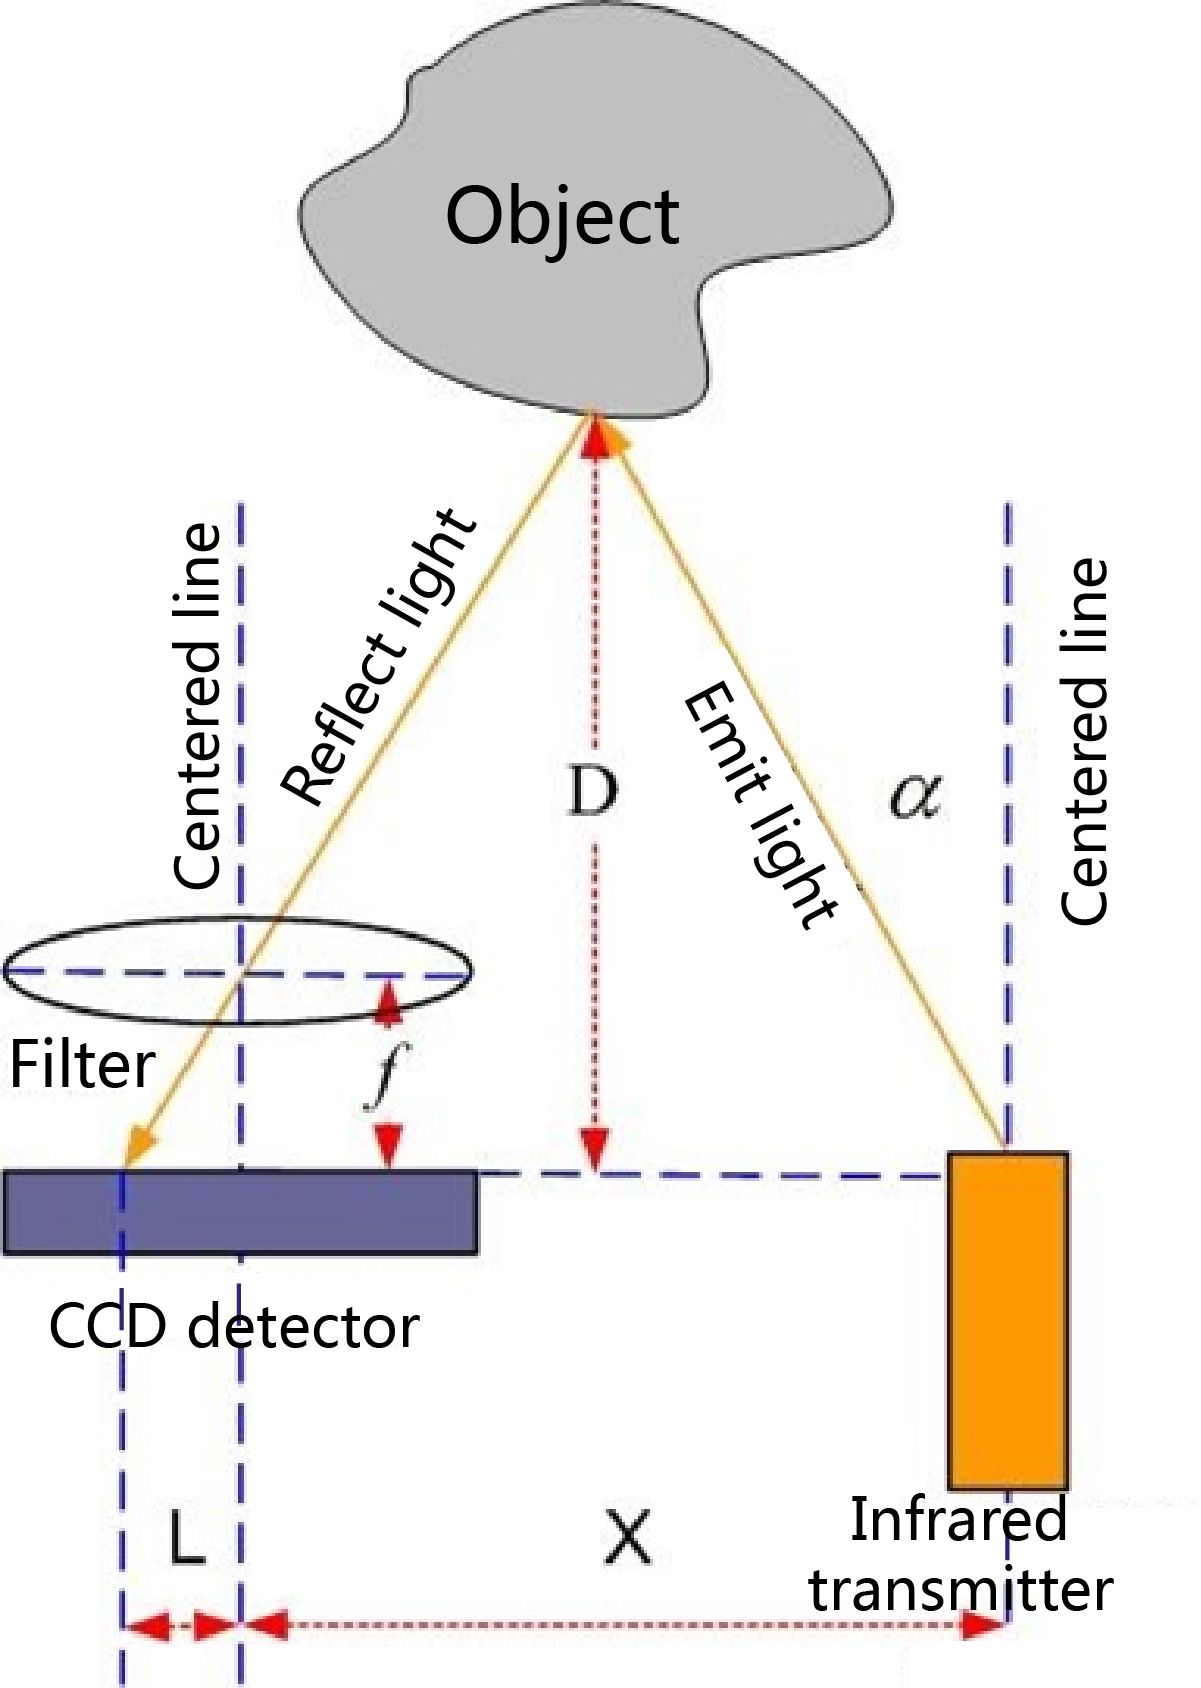 Object
Centered line
Reflect light
D
Emit light
α
Centered line
Filter
f
CCD detector
L
X
Infrared
transmitter